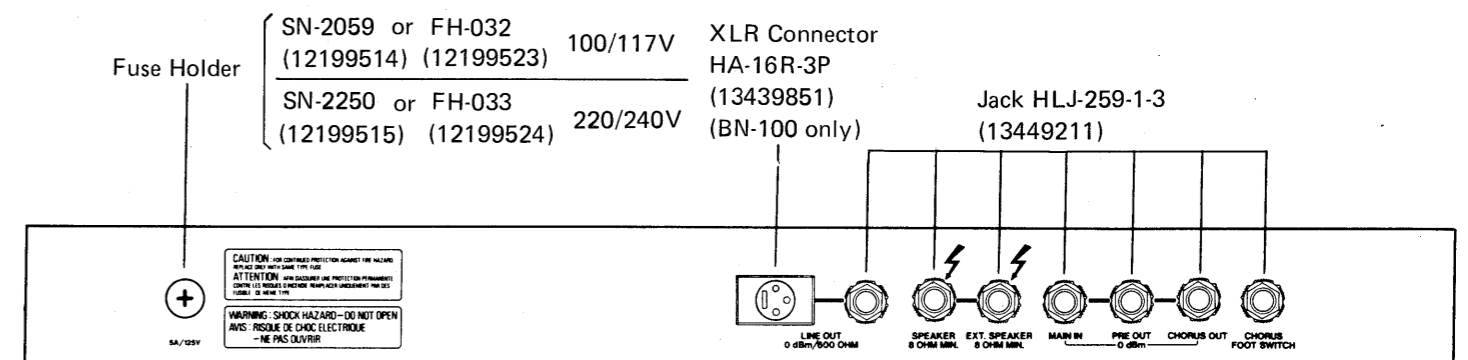 Fuse Holder
SN-2059 or FH-032
(12199514) (12199523)
100/117V
SN-2250 or FH-033
(12199515) (12199524)
220/240V
XLR Connector
HA-16R-3P
(13439851)
(BN-100 only)
Jack HLJ-259-1-3
(13449211)
5A/125V
CAUTION : FOR CONTINUED PROTECTION AGAINST FIRE HAZARD
REPLACE ONLY WITH SAME TYPE FUSE
ATTENTION AFIN DASSURER UNE PROTECTION PERMANENTE
CONTRE LES RISQUES D INCENDIE REMPLACER UNIQUEMENT PAR DES
FUSIBLE DE MEME TYPE
WARNING : SHOCK HAZARD – DO NOT OPEN
AVIS : RISQUE DE CHOC ELECTRIQUE
– NE PAS OUVRIR
LINE OUT
0 dBm/600 OHM
SPEAKER
8 OHM MIN.
EXT. SPEAKER
8 OHM MIN.
MAIN IN
PRE OUT
CHORUS OUT
0 dBm
CHORUS
FOOT SWITCH